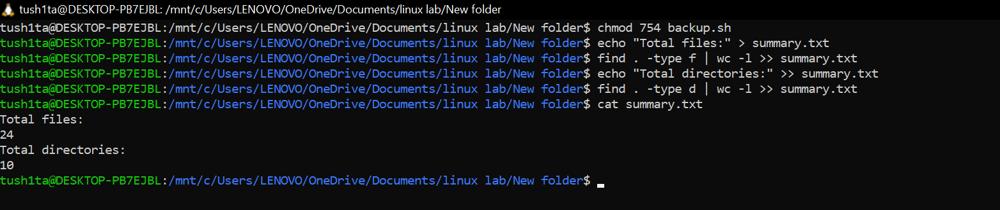 tush1ta@DESKTOP-PB7EJBL: /mnt/c/Users/LENOVO/OneDrive/Documents/linux lab/New folder
tush1ta@DESKTOP-PB7EJBL:/mnt/c/Users/LENOVO/OneDrive/Documents/linux lab/New folder$ chmod 754 backup.sh
tush1ta@DESKTOP-PB7EJBL:/mnt/c/Users/LENOVO/OneDrive/Documents/linux lab/New folder$ echo "Total files:" > summary.txt
tush1ta@DESKTOP-PB7EJBL:/mnt/c/Users/LENOVO/OneDrive/Documents/linux lab/New folder$ find . -type f | wc -l >> summary.txt
tush1ta@DESKTOP-PB7EJBL:/mnt/c/Users/LENOVO/OneDrive/Documents/linux lab/New folder$ echo "Total directories:" >> summary.txt
tush1ta@DESKTOP-PB7EJBL:/mnt/c/Users/LENOVO/OneDrive/Documents/linux lab/New folder$ find . -type d | wc -l >> summary.txt
tush1ta@DESKTOP-PB7EJBL:/mnt/c/Users/LENOVO/OneDrive/Documents/linux lab/New folder$ cat summary.txt
Total files:
24
Total directories:
10
tush1ta@DESKTOP-PB7EJBL:/mnt/c/Users/LENOVO/OneDrive/Documents/linux lab/New folder$